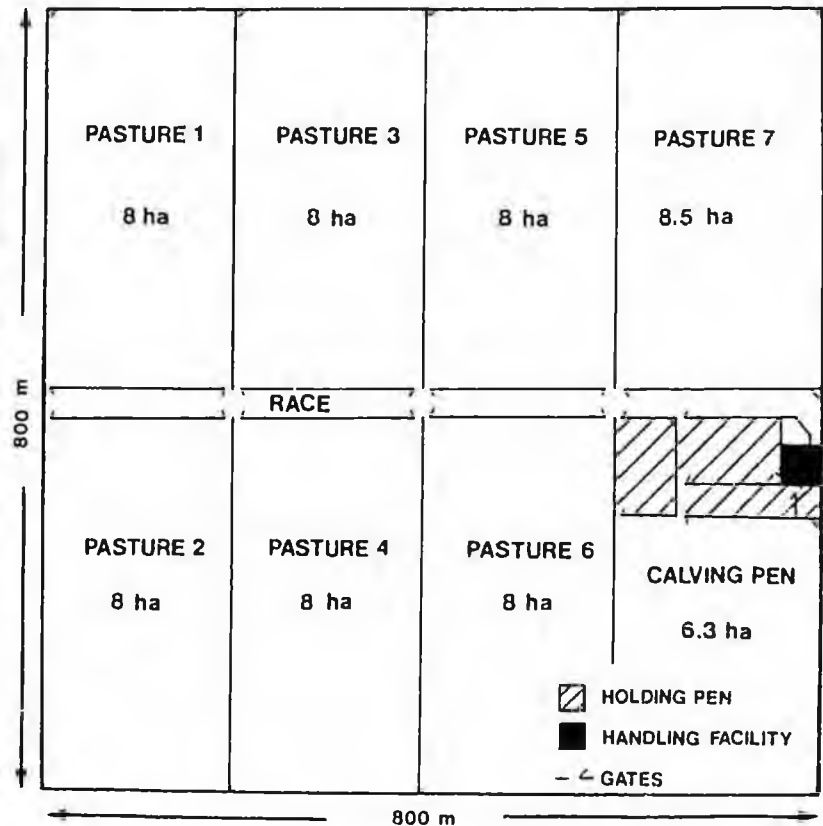 PASTURE 1
8 ha
PASTURE 3
8 ha
PASTURE 5
8 ha
PASTURE 7
8.5 ha
800 m
RACE
PASTURE 2
8 ha
PASTURE 4
8 ha
PASTURE 6
8 ha
CALVING PEN
6.3 ha
HOLDING PEN
HANDLING FACILITY
GATES
800 m